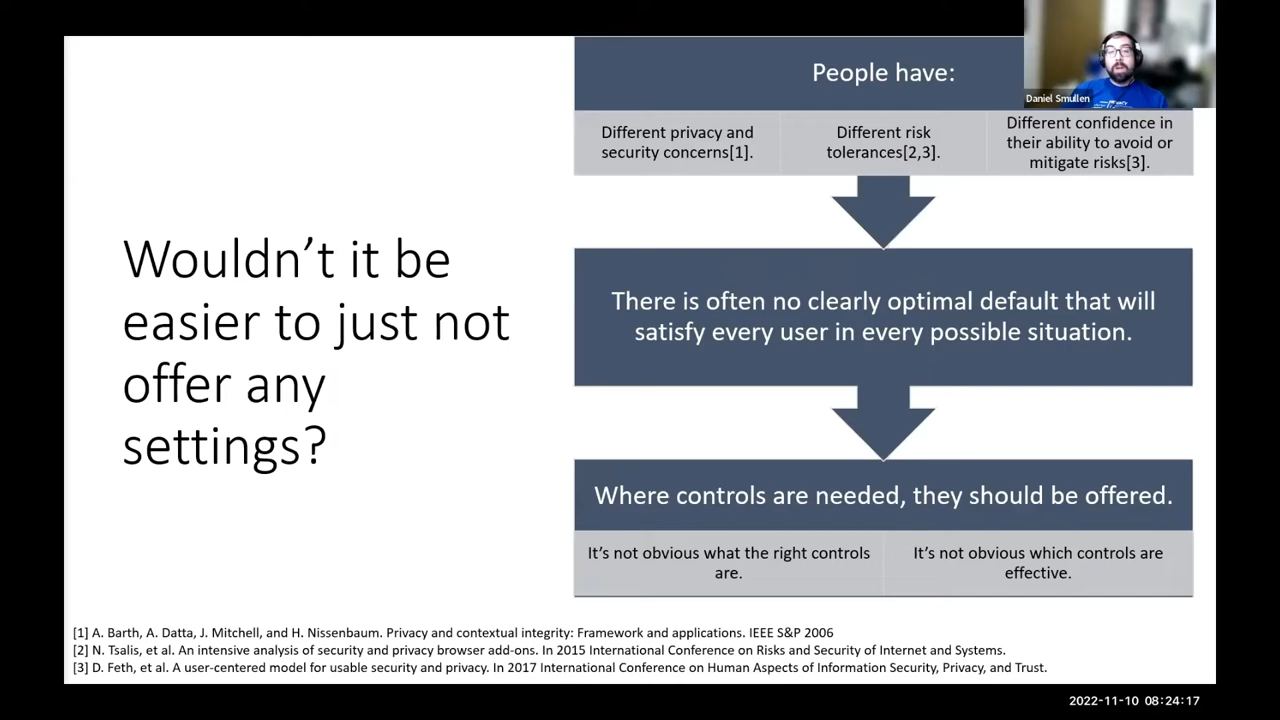 Wouldn't it be
easier to just not
offer any
settings?
People have:
Different privacy and
security concerns[1].
Different risk
tolerances[2,3].
Different confidence in
their ability to avoid or
mitigate risks[3].
There is often no clearly optimal default that will
satisfy every user in every possible situation.
Where controls are needed, they should be offered.
It's not obvious what the right controls
are.
It's not obvious which controls are
effective.
[1] A. Barth, A. Datta, J. Mitchell, and H. Nissenbaum. Privacy and contextual integrity: Framework and applications. IEEE S&P 2006
[2] N. Tsalis, et al. An intensive analysis of security and privacy browser add-ons. In 2015 International Conference on Risks and Security of Internet and Systems.
[3] D. Feth, et al. A user-centered model for usable security and privacy. In 2017 International Conference on Human Aspects of Information Security, Privacy, and Trust.
Daniel Smullen
2022-11-10 08:24:17